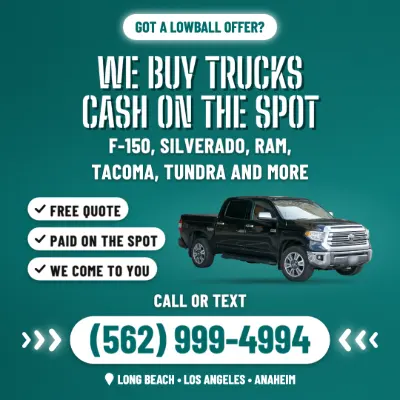 GOT A LOWBALL OFFER?
WE BUY TRUCKS
CASH ON THE SPOT
F-150, SILVERADO, RAM,
TACOMA, TUNDRA AND MORE
✓ FREE QUOTE
✓ PAID ON THE SPOT
✓ WE COME TO YOU
CALL OR TEXT
(562) 999-4994
LONG BEACH • LOS ANGELES • ANAHEIM